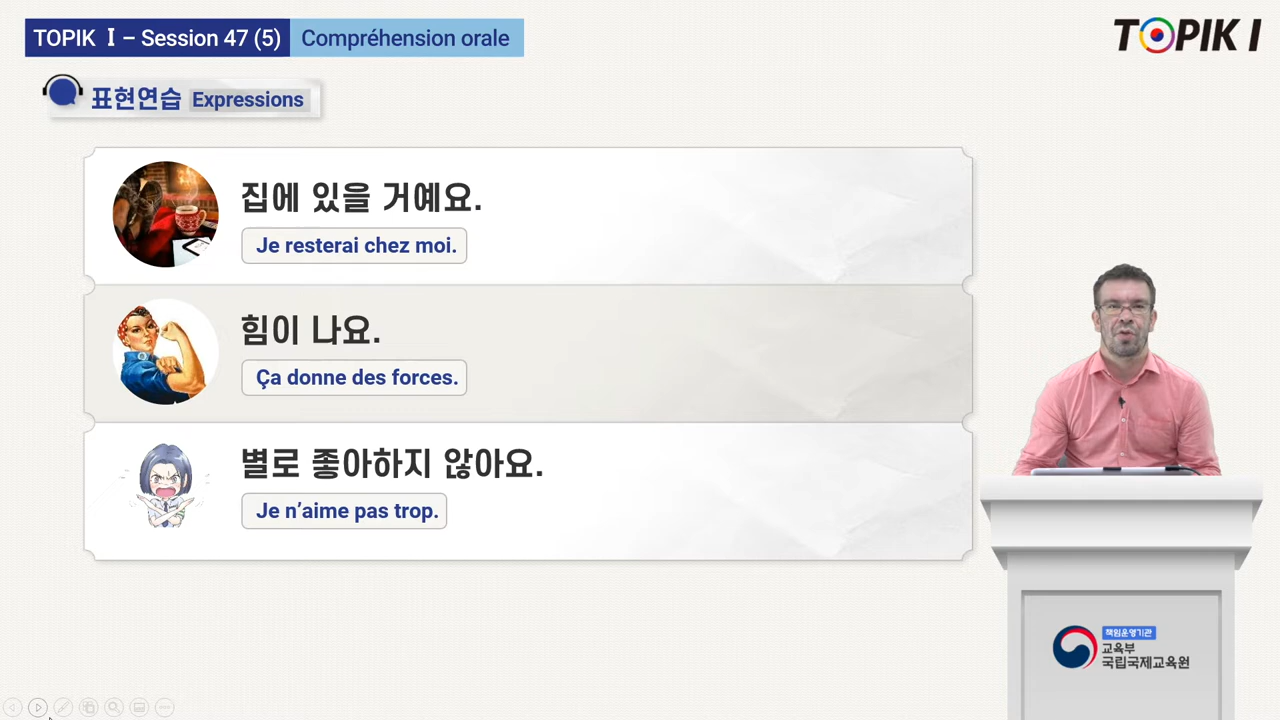 TOPIK Ⅰ – Session 47 (5) Compréhension orale
TOPIK I
표현연습 Expressions
집에 있을 거예요.
Je resterai chez moi.
힘이 나요.
Ça donne des forces.
별로 좋아하지 않아요.
Je n’aime pas trop.
책임운영기관
교육부
국립국제교육원